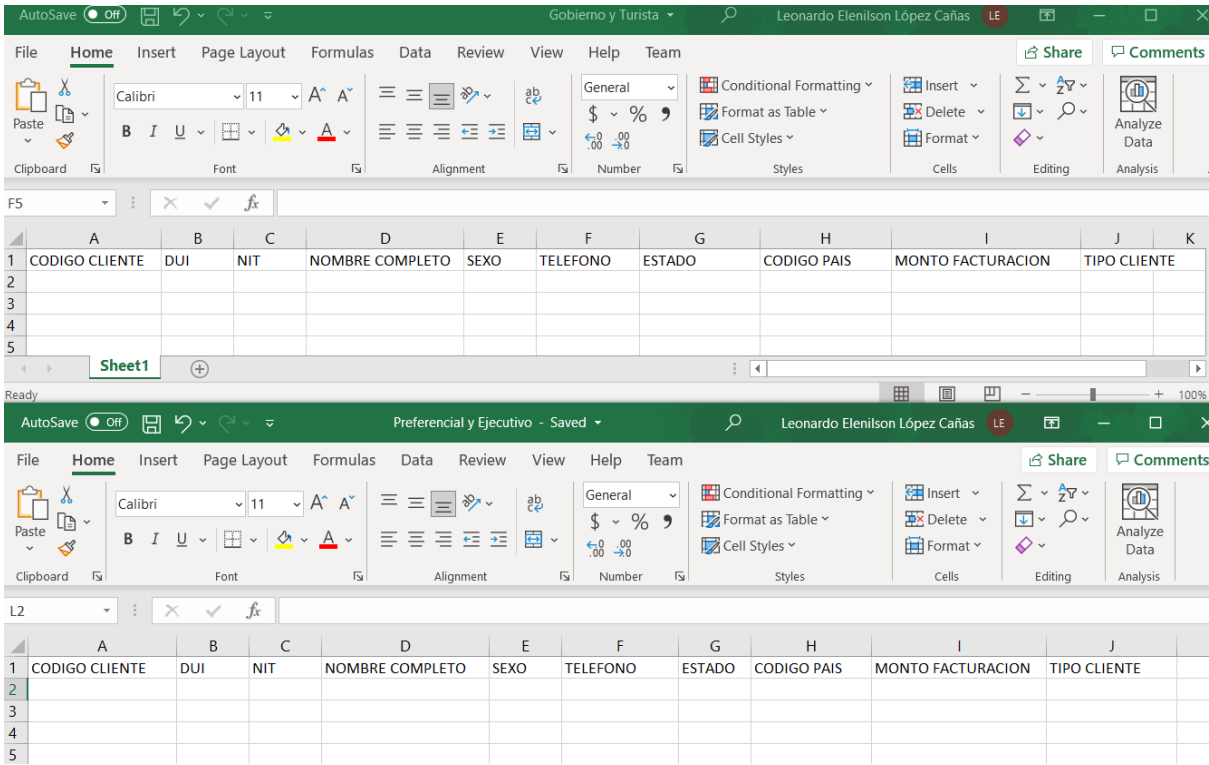 AutoSave Off Gobierno y Turista Leonardo Elenilson López Cañas LE
File Home Insert Page Layout Formulas Data Review View Help Team Share Comments
Calibri 11 A^ A˅ ab General Conditional Formatting Insert Σ
Paste B I U A $ % 9 Format as Table Delete Analyze
Cell Styles Format Data
Clipboard Font Alignment Number Styles Cells Editing Analysis
F5 fx
A B C D E F G H I J K
1 CODIGO CLIENTE DUI NIT NOMBRE COMPLETO SEXO TELEFONO ESTADO CODIGO PAIS MONTO FACTURACION TIPO CLIENTE
2
3
4
5
Sheet1
Ready 100%
AutoSave Off Preferencial y Ejecutivo - Saved Leonardo Elenilson López Cañas LE
File Home Insert Page Layout Formulas Data Review View Help Team Share Comments
Calibri 11 A^ A˅ ab General Conditional Formatting Insert Σ
Paste B I U A $ % 9 Format as Table Delete Analyze
Cell Styles Format Data
Clipboard Font Alignment Number Styles Cells Editing Analysis
L2 fx
A B C D E F G H I J
1 CODIGO CLIENTE DUI NIT NOMBRE COMPLETO SEXO TELEFONO ESTADO CODIGO PAIS MONTO FACTURACION TIPO CLIENTE
2
3
4
5